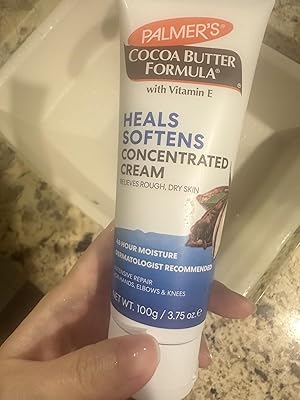 PALMER'S®
COCOA BUTTER
FORMULA®
with Vitamin E
HEALS
SOFTENS
CONCENTRATED
CREAM
RELIEVES ROUGH, DRY SKIN
48 HOUR MOISTURE
DERMATOLOGIST RECOMMENDED
INTENSIVE REPAIR
HANDS, ELBOWS & KNEES
NET WT. 100g / 3.75 oz. e